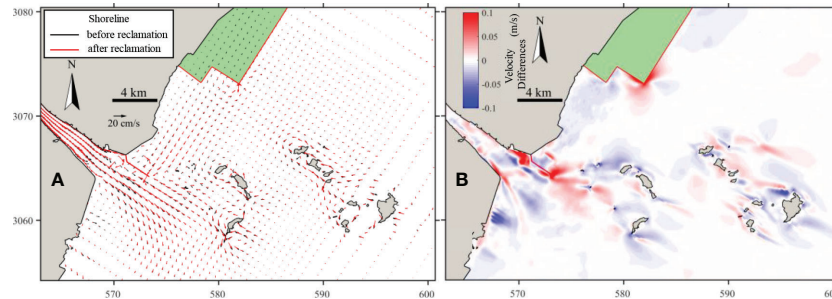 Shoreline
before reclamation
after reclamation
N
4 km
20 cm/s
A
3080
3070
3060
570
580
590
600
0.1
0.05
0
-0.05
-0.1
(m/s)
Velocity
Differences
N
4 km
B
570
580
590
600